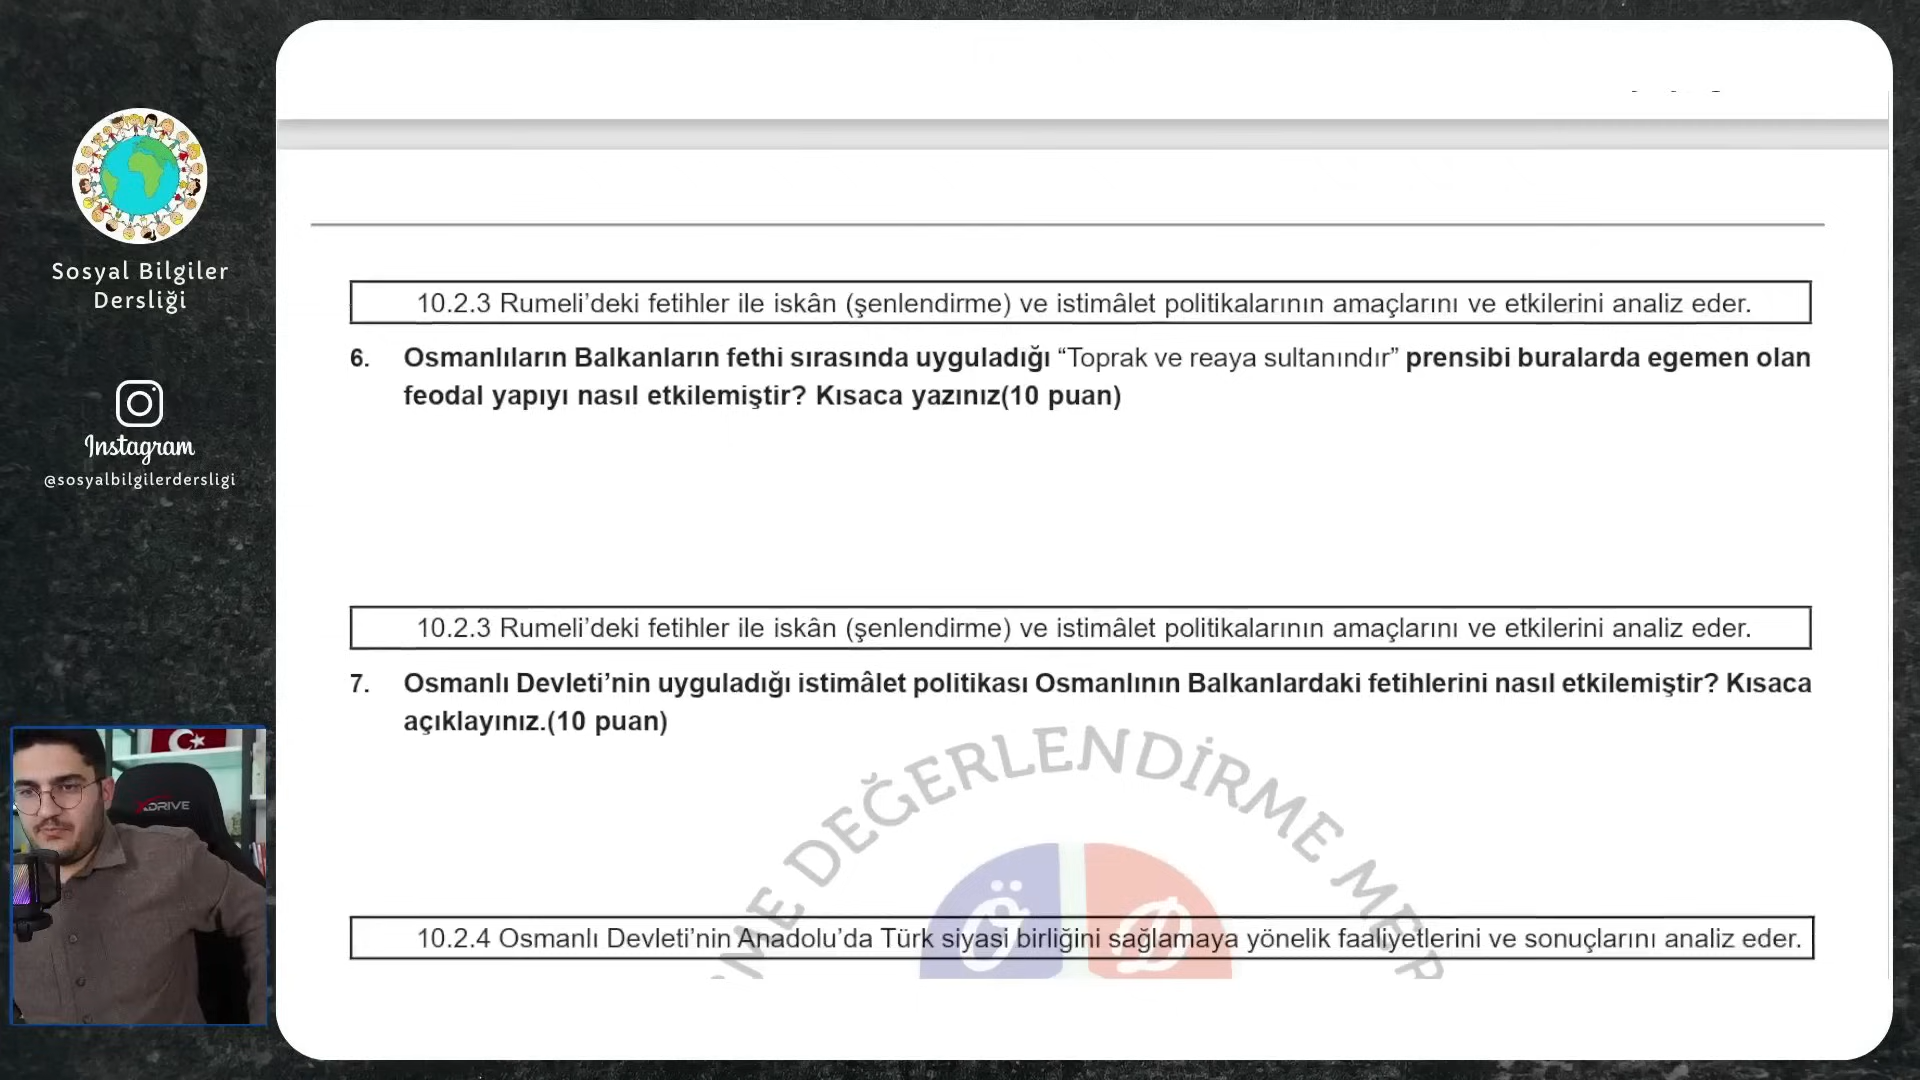 Sosyal Bilgiler
Dersliği
Instagram
@sosyalbilgilerdersligi
10.2.3 Rumeli’deki fetihler ile iskân (şenlendirme) ve istimâlet politikalarının amaçlarını ve etkilerini analiz eder.
6. Osmanlıların Balkanların fethi sırasında uyguladığı “Toprak ve reaya sultanındır” prensibi buralarda egemen olan
feodal yapıyı nasıl etkilemiştir? Kısaca yazınız(10 puan)
10.2.3 Rumeli’deki fetihler ile iskân (şenlendirme) ve istimâlet politikalarının amaçlarını ve etkilerini analiz eder.
7. Osmanlı Devleti’nin uyguladığı istimâlet politikası Osmanlının Balkanlardaki fetihlerini nasıl etkilemiştir? Kısaca
açıklayınız.(10 puan)
DEĞERLENDİRME
10.2.4 Osmanlı Devleti’nin Anadolu’da Türk siyasi birliğini sağlamaya yönelik faaliyetlerini ve sonuçlarını analiz eder.
XDRIVE